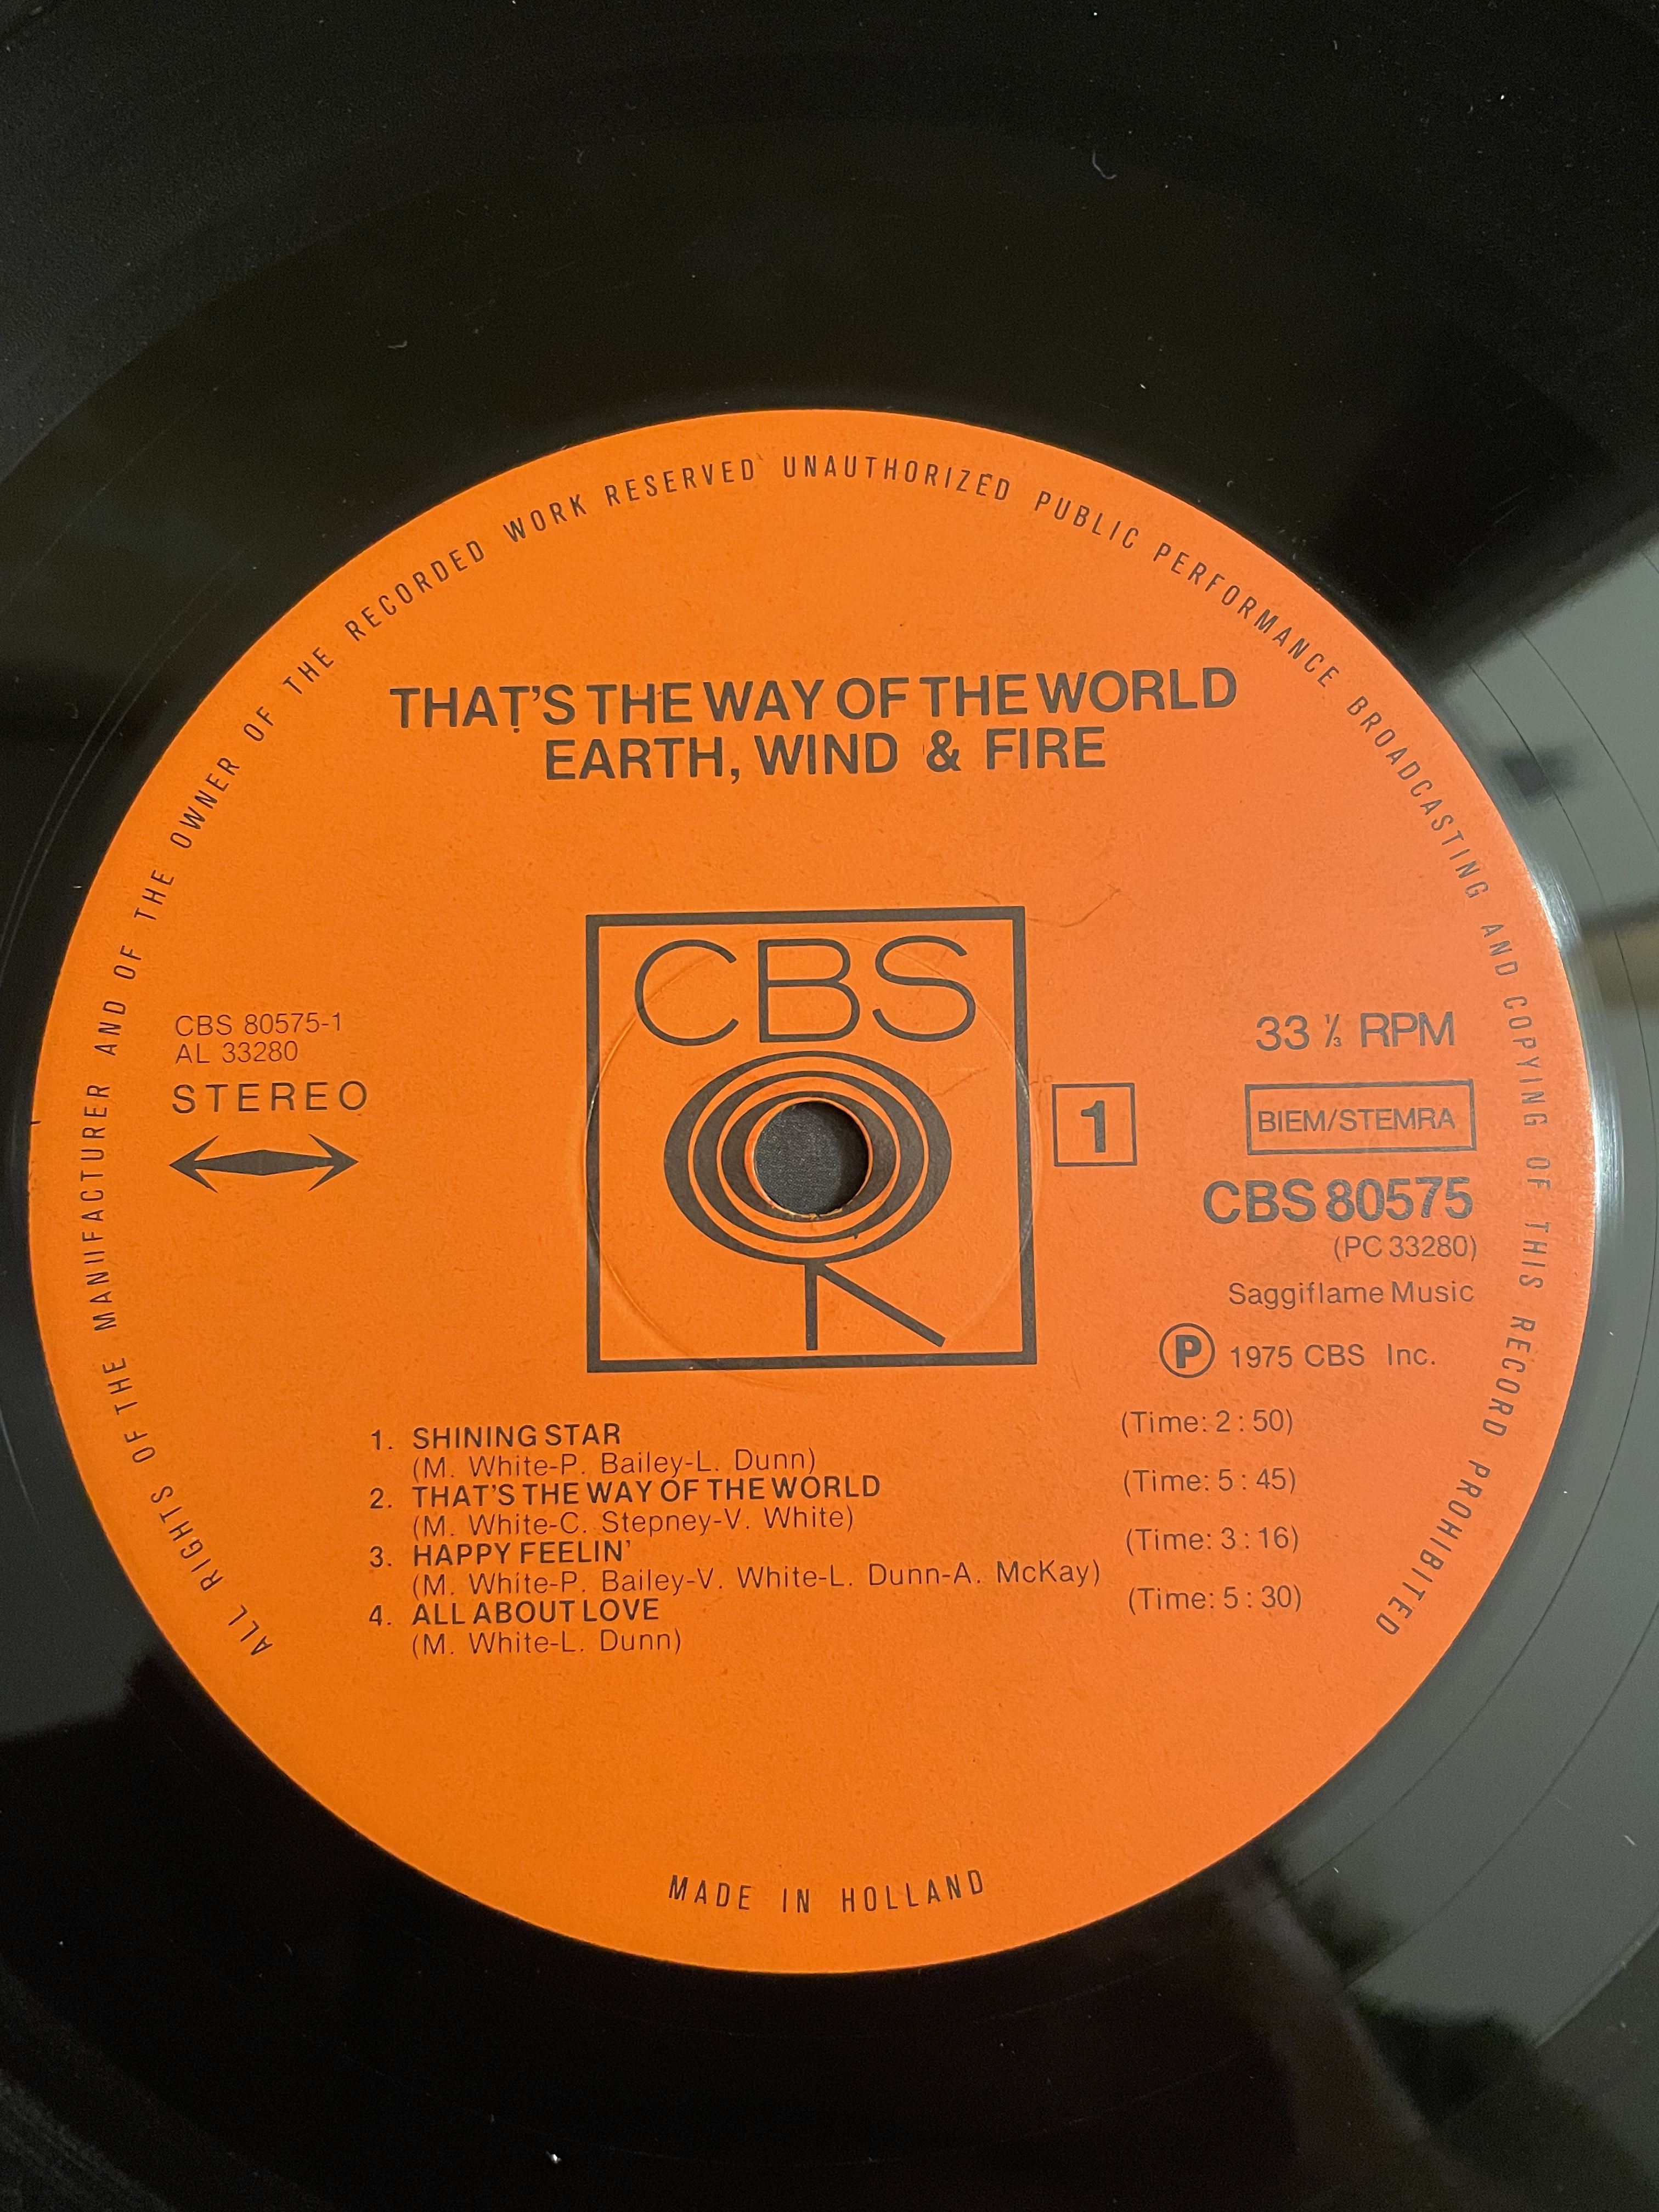 ALL RIGHTS OF THE MANUFACTURER AND OF THE OWNER OF THE RECORDED WORK RESERVED UNAUTHORIZED PUBLIC PERFORMANCE BROADCASTING AND COPYING OF THIS RECORD PROHIBITED
THAT'S THE WAY OF THE WORLD
EARTH, WIND & FIRE
CBS
CBS 80575-1
AL 33280
STEREO
33 ⅓ RPM
1
BIEM/STEMRA
CBS 80575
(PC 33280)
Saggiflame Music
Ⓟ 1975 CBS Inc.
1. SHINING STAR (Time: 2 : 50)
(M. White-P. Bailey-L. Dunn)
2. THAT'S THE WAY OF THE WORLD (Time: 5 : 45)
(M. White-C. Stepney-V. White)
3. HAPPY FEELIN' (Time: 3 : 16)
(M. White-P. Bailey-V. White-L. Dunn-A. McKay)
4. ALL ABOUT LOVE (Time: 5 : 30)
(M. White-L. Dunn)
MADE IN HOLLAND